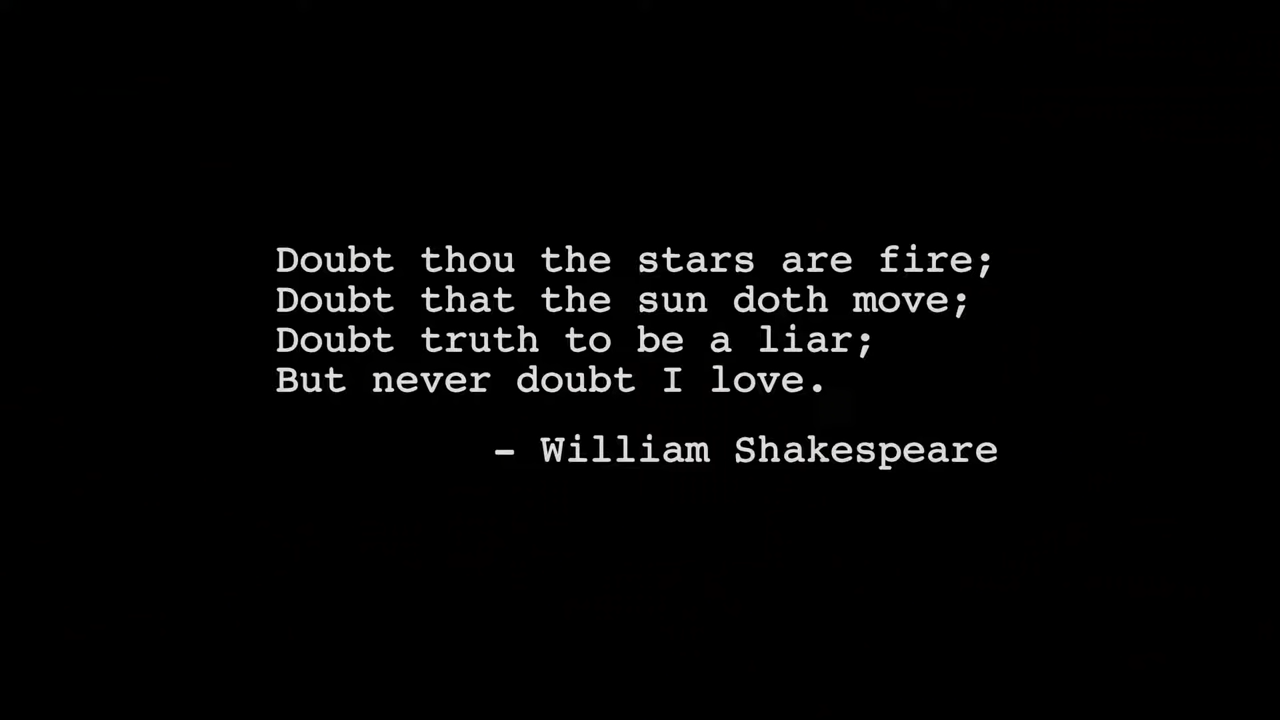 Doubt thou the stars are fire;
Doubt that the sun doth move;
Doubt truth to be a liar;
But never doubt I love.
- William Shakespeare